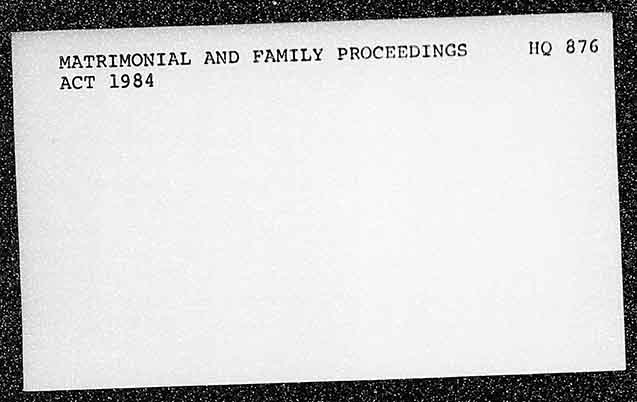 MATRIMONIAL AND FAMILY PROCEEDINGS HQ 876
ACT 1984